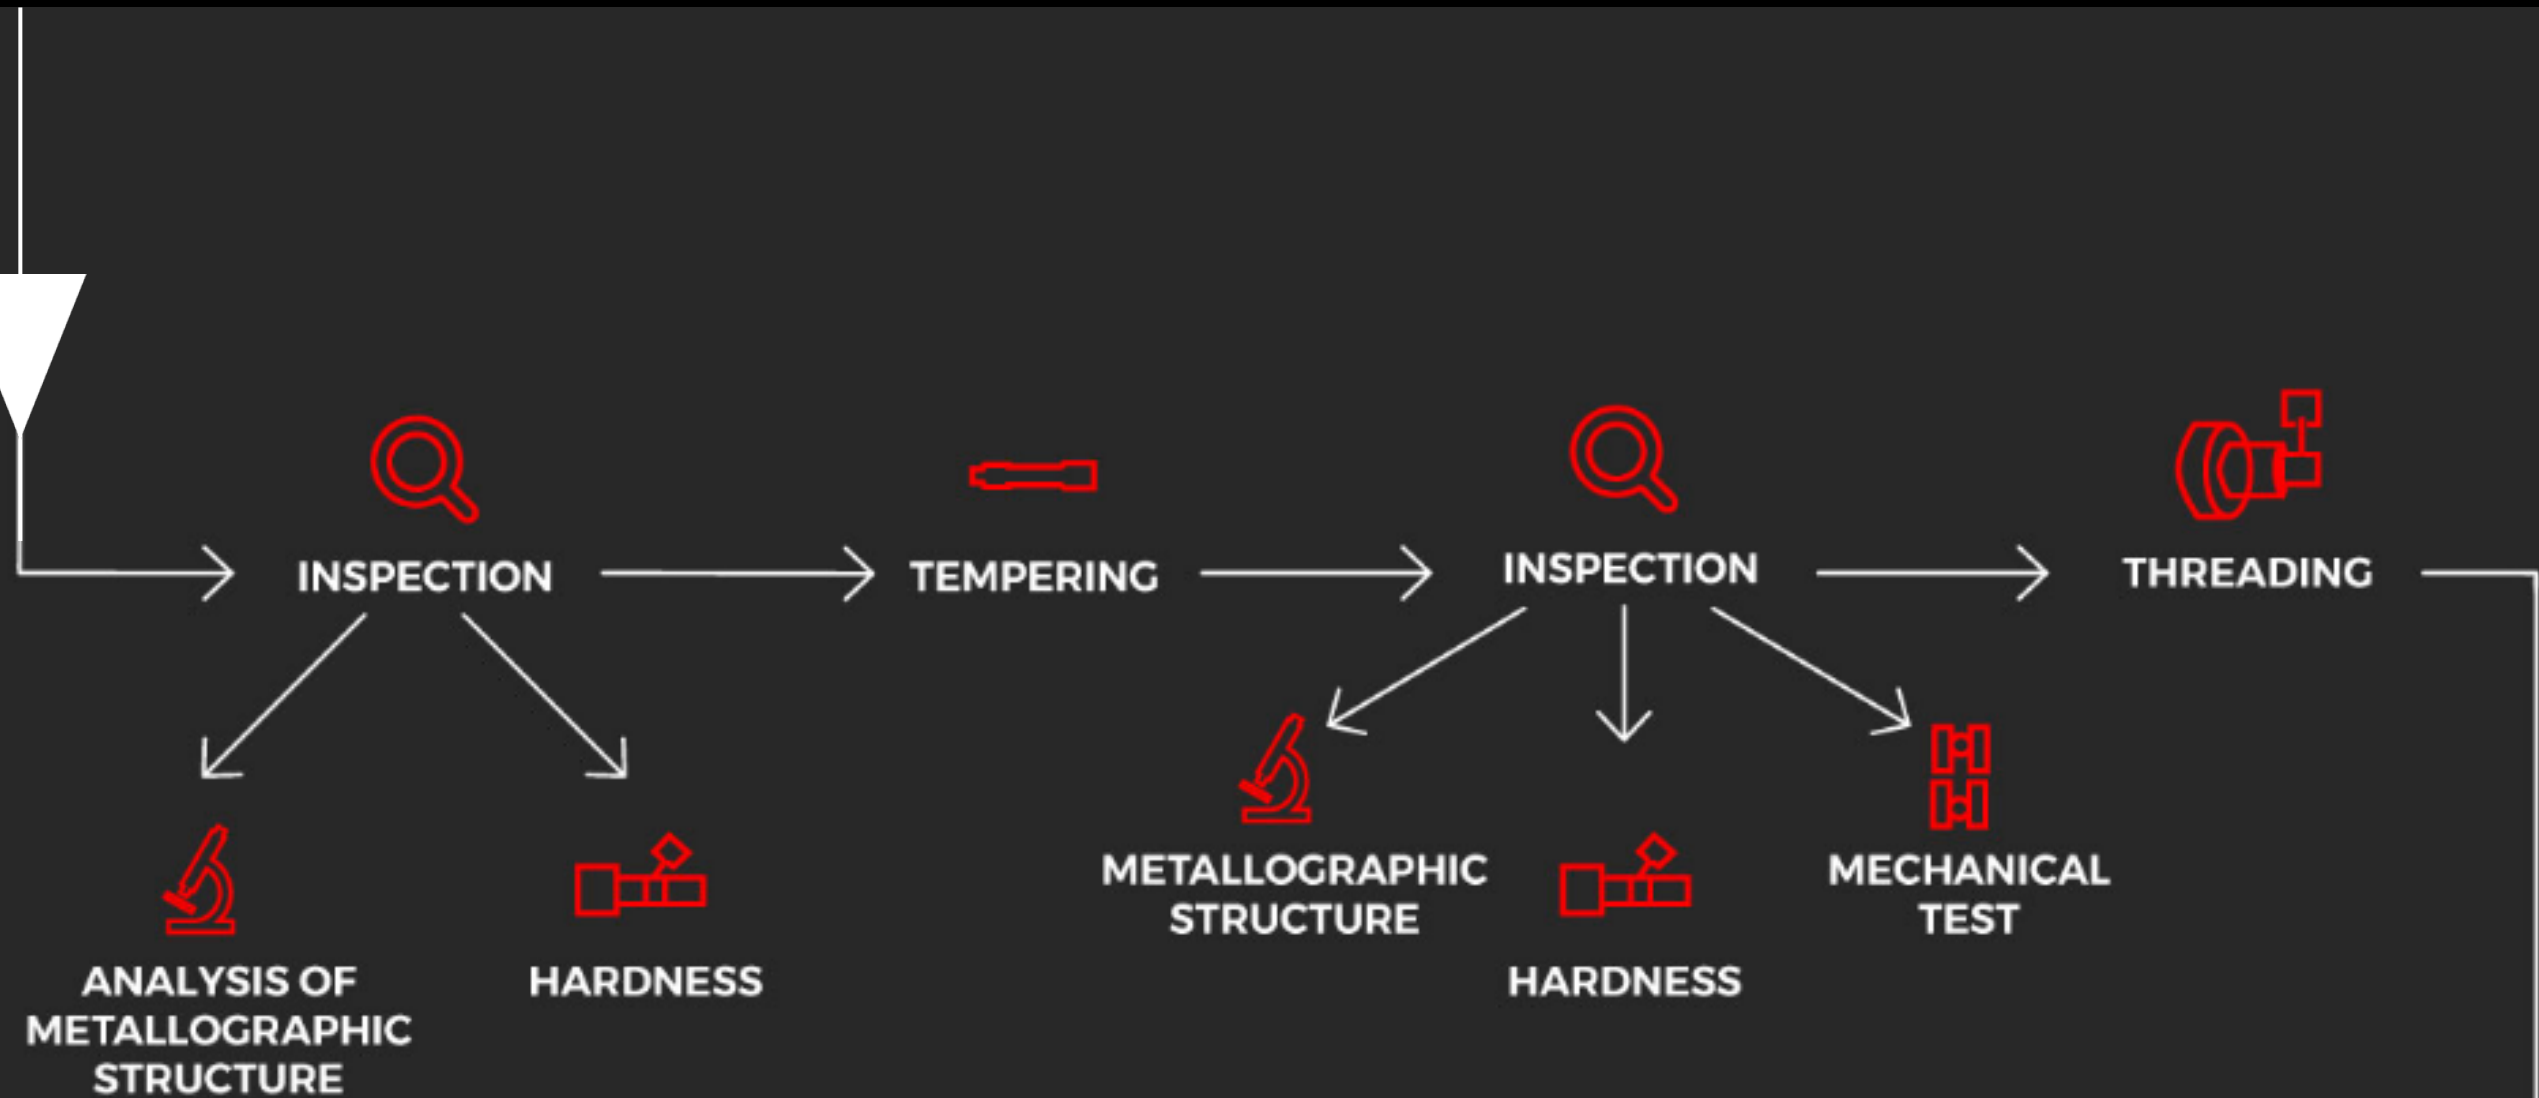 INSPECTION
TEMPERING
INSPECTION
THREADING
ANALYSIS OF
METALLOGRAPHIC
STRUCTURE
HARDNESS
METALLOGRAPHIC
STRUCTURE
HARDNESS
MECHANICAL
TEST